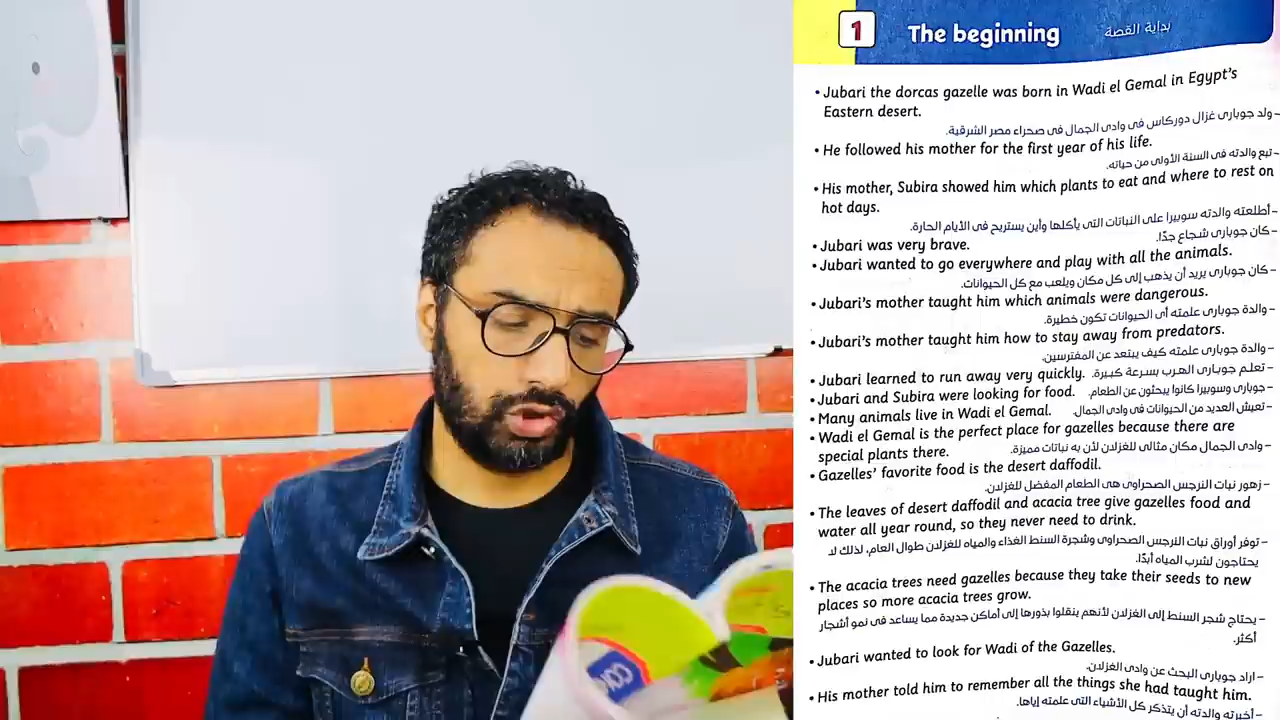 1 The beginning بداية القصة
• Jubari the dorcas gazelle was born in Wadi el Gemal in Egypt's
Eastern desert.
- ولد جوبارى غزال دوركاس فى وادى الجمال فى صحراء مصر الشرقية.
• He followed his mother for the first year of his life.
- تبع والدته فى السنة الأولى من حياته.
• His mother, Subira showed him which plants to eat and where to rest on
hot days.
- أطلعته والدته سوبيرا على النباتات التى يأكلها وأين يستريح فى الأيام الحارة.
• Jubari was very brave. - كان جوبارى شجاع جدًا.
• Jubari wanted to go everywhere and play with all the animals.
- كان جوبارى يريد أن يذهب إلى كل مكان ويلعب مع كل الحيوانات.
• Jubari's mother taught him which animals were dangerous.
- والدة جوبارى علمته أى الحيوانات تكون خطيرة.
• Jubari's mother taught him how to stay away from predators.
- والدة جوبارى علمته كيف يبتعد عن المفترسين.
• Jubari learned to run away very quickly. - تعلم جوبارى الهرب بسرعة كبيرة.
• Jubari and Subira were looking for food. - جوبارى وسوبيرا كانوا يبحثون عن الطعام.
• Many animals live in Wadi el Gemal. - تعيش العديد من الحيوانات فى وادى الجمال.
• Wadi el Gemal is the perfect place for gazelles because there are
special plants there. - وادى الجمال مكان مثالى للغزلان لأن به نباتات مميزة.
• Gazelles' favorite food is the desert daffodil.
- زهور نبات النرجس الصحراوى هى الطعام المفضل للغزلان.
• The leaves of desert daffodil and acacia tree give gazelles food and
water all year round, so they never need to drink.
- توفر أوراق نبات النرجس الصحراوى وشجرة السنط الغذاء والمياه للغزلان طوال العام، لذلك لا
يحتاجون لشرب المياه أبدًا.
• The acacia trees need gazelles because they take their seeds to new
places so more acacia trees grow.
- يحتاج شجر السنط إلى الغزلان لأنهم ينقلوا بذورها إلى أماكن جديدة مما يساعد فى نمو أشجار
أكثر.
• Jubari wanted to look for Wadi of the Gazelles.
- اراد جوبارى البحث عن وادى الغزلان.
• His mother told him to remember all the things she had taught him.
- أخبرته والدته أن يتذكر كل الأشياء التى علمته إياها.